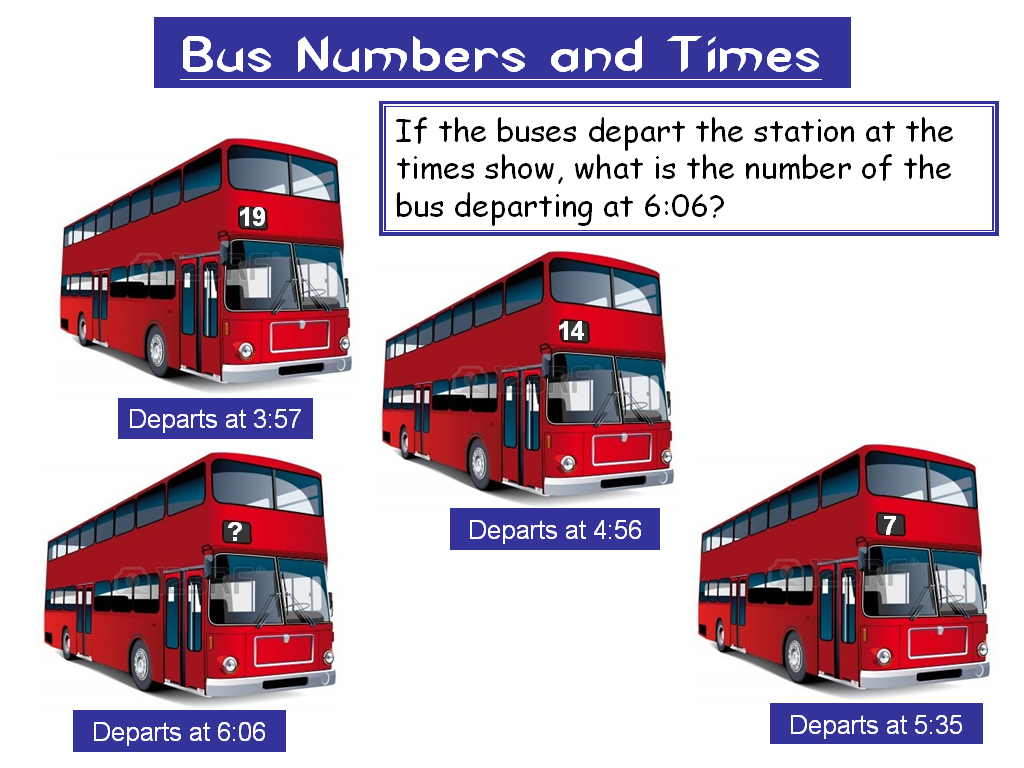 Bus Numbers and Times
If the buses depart the station at the
times show, what is the number of the
bus departing at 6:06?
19
Departs at 3:57
14
Departs at 4:56
?
Departs at 6:06
7
Departs at 5:35